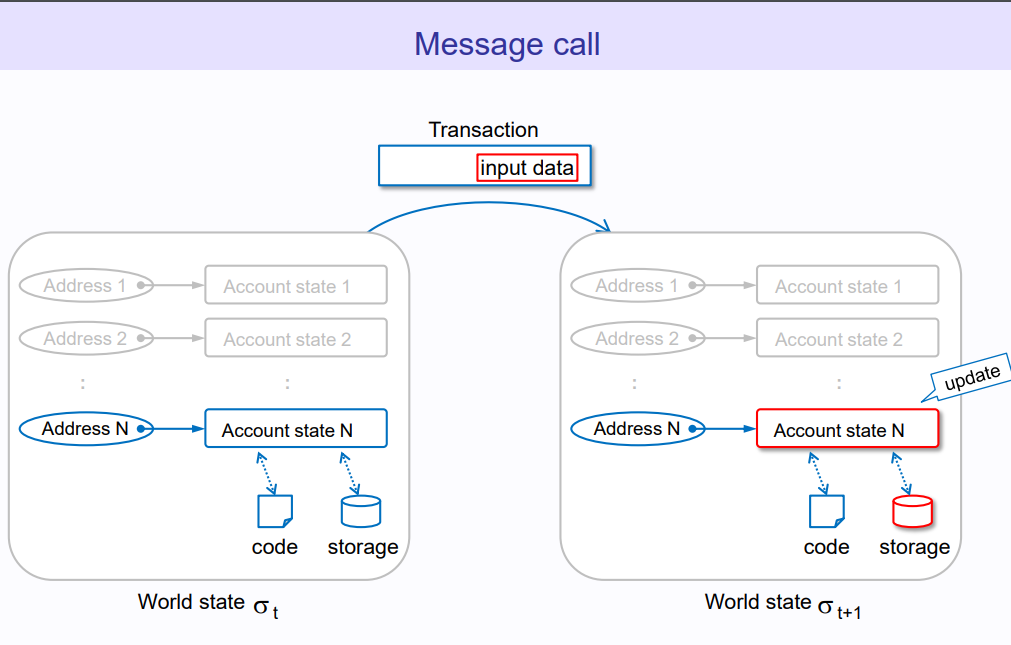 Message call
Transaction
input data
Address 1
Account state 1
Address 2
Account state 2
:
:
Address N
Account state N
code
storage
World state σ t
Address 1
Account state 1
Address 2
Account state 2
:
:
update
Address N
Account state N
code
storage
World state σ t+1